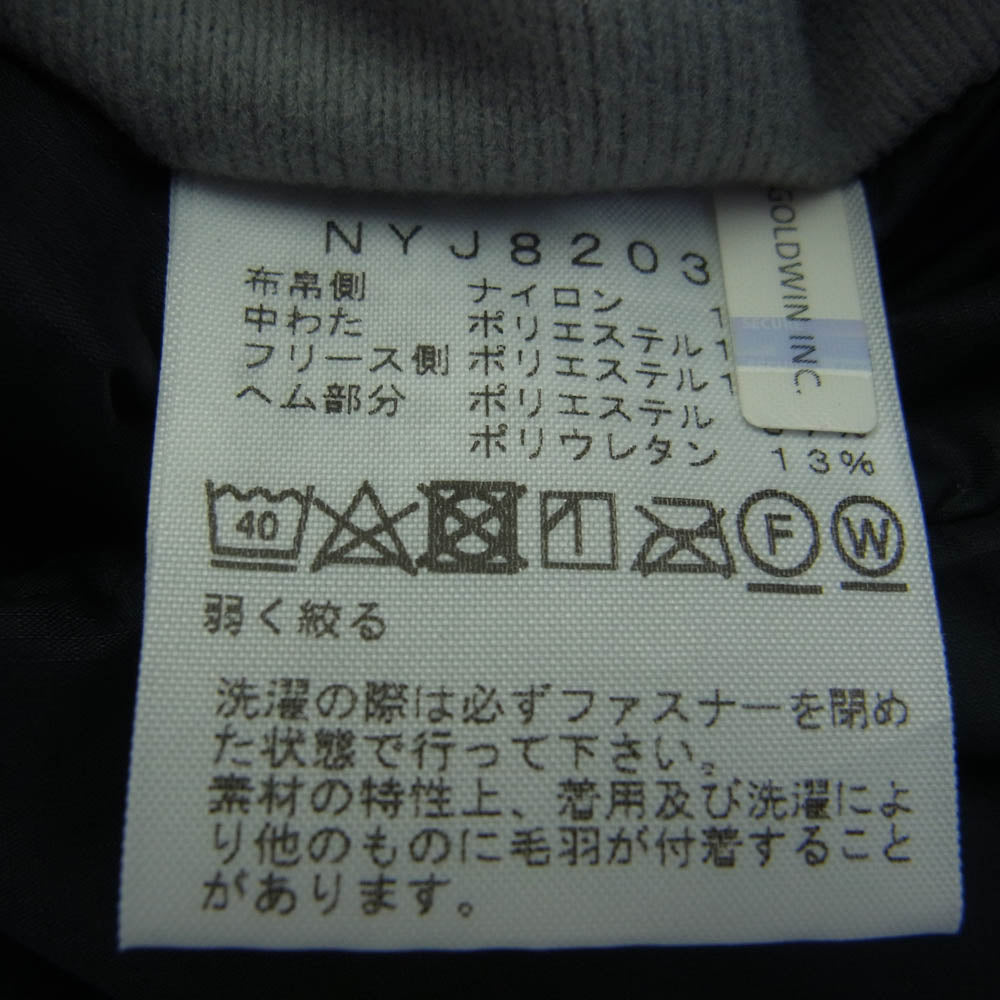 NYJ8203
布帛側 ナイロン
中わた ポリエステル
フリース側 ポリエステル
ヘム部分 ポリエステル
ポリウレタン 13%
GOLDWIN INC.
40
F
W
弱く絞る
洗濯の際は必ずファスナーを閉め
た状態で行って下さい。
素材の特性上、着用及び洗濯によ
り他のものに毛羽が付着すること
があります。